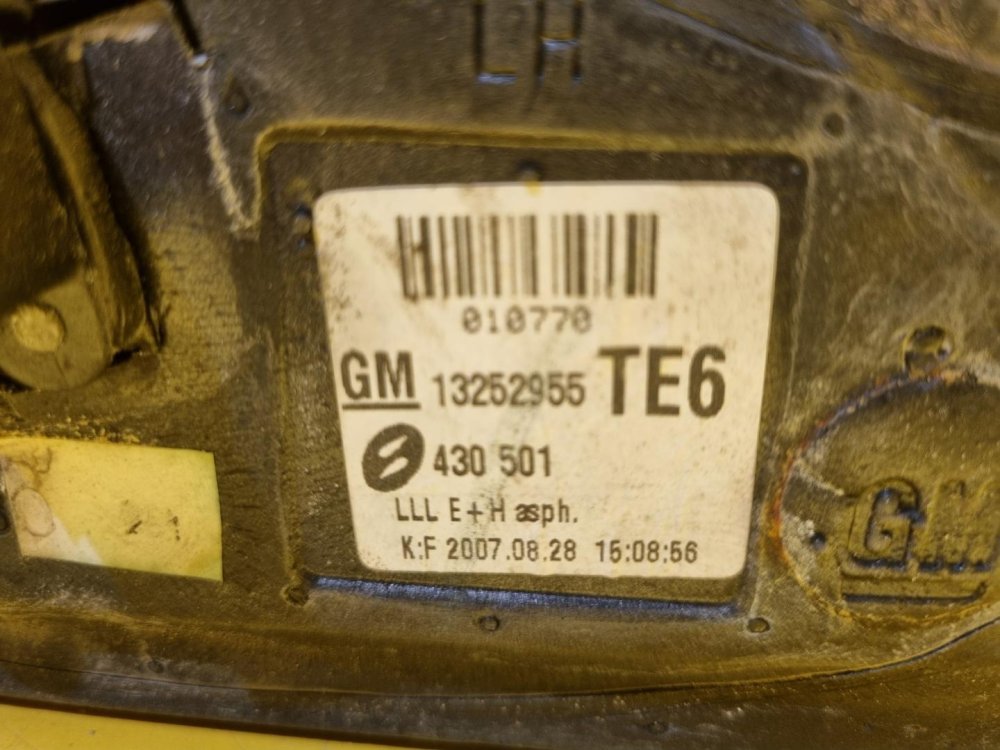 LH
010770
GM 13252955 TE6
430 501
LLL E+H asph.
K:F 2007.08.28 15:08:56
GM